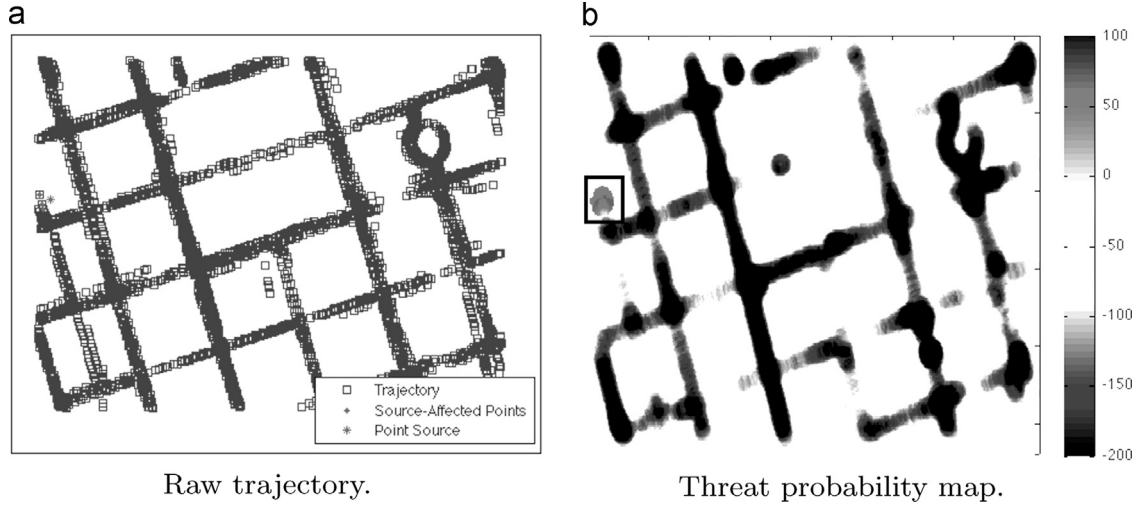 a
b
Trajectory
Source-Affected Points
Point Source
100
50
0
-50
-100
-150
-200
Raw trajectory.
Threat probability map.